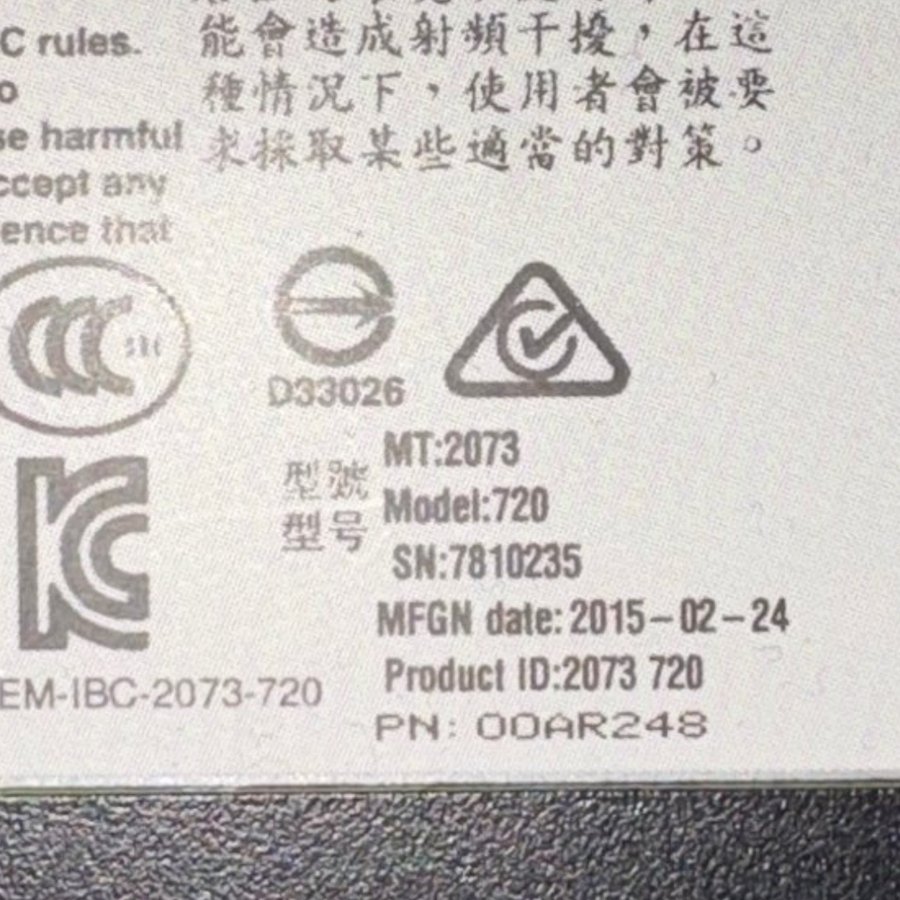 C rules.
o
se harmful
ccept any
ence that
能會造成射頻干擾，在這
種情況下，使用者會被要
求採取某些適當的對策。
CCC
D33026
MT:2073
型號
Model:720
型号
SN:7810235
MFGN date: 2015-02-24
Product ID:2073 720
EM-IBC-2073-720
PN: 00AR248